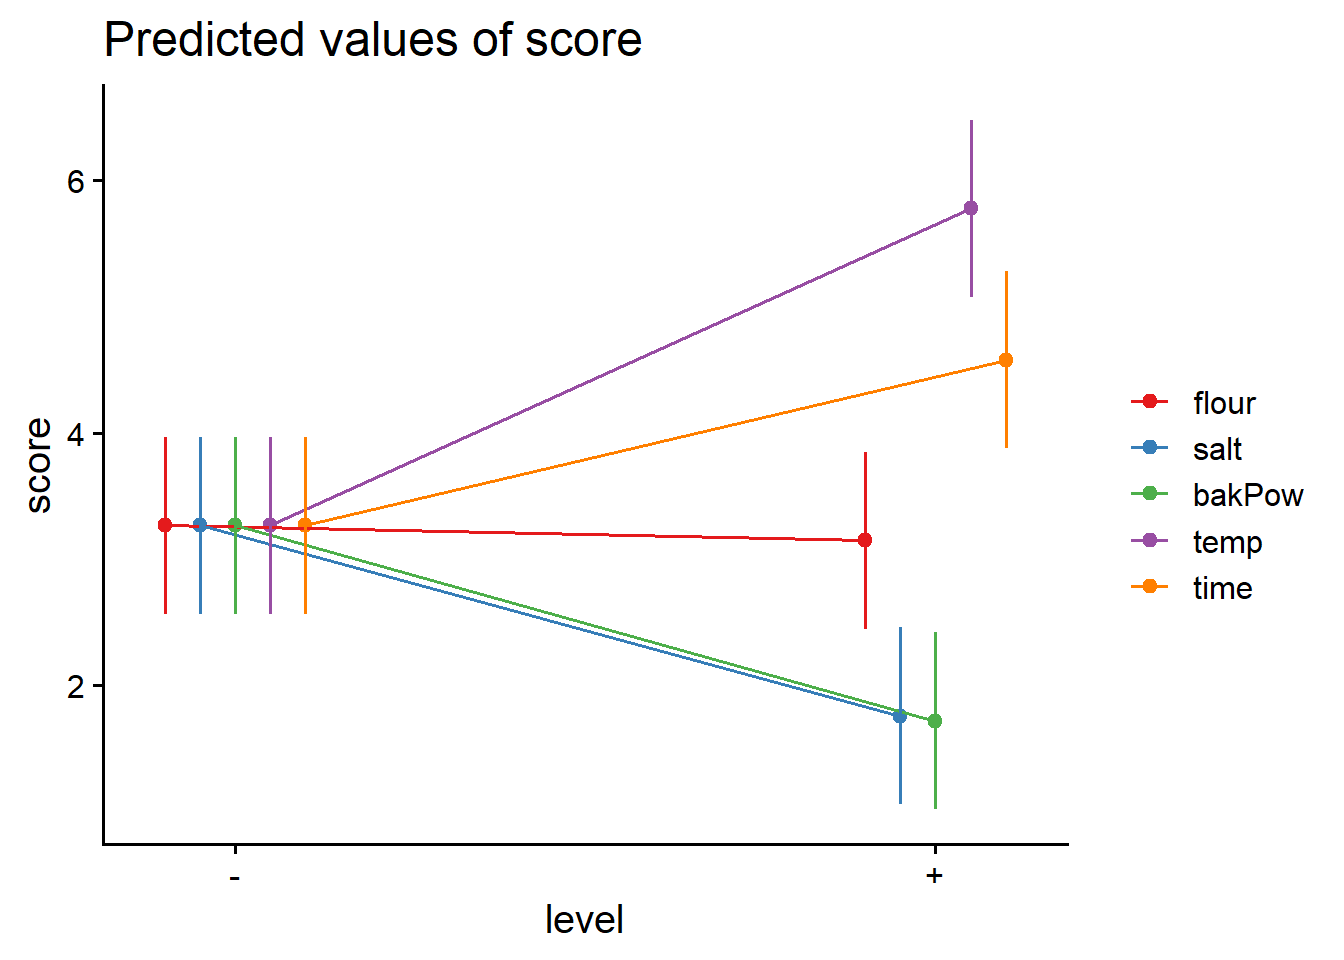 Predicted values of score
6
4
2
score
-
+
level
flour
salt
bakPow
temp
time